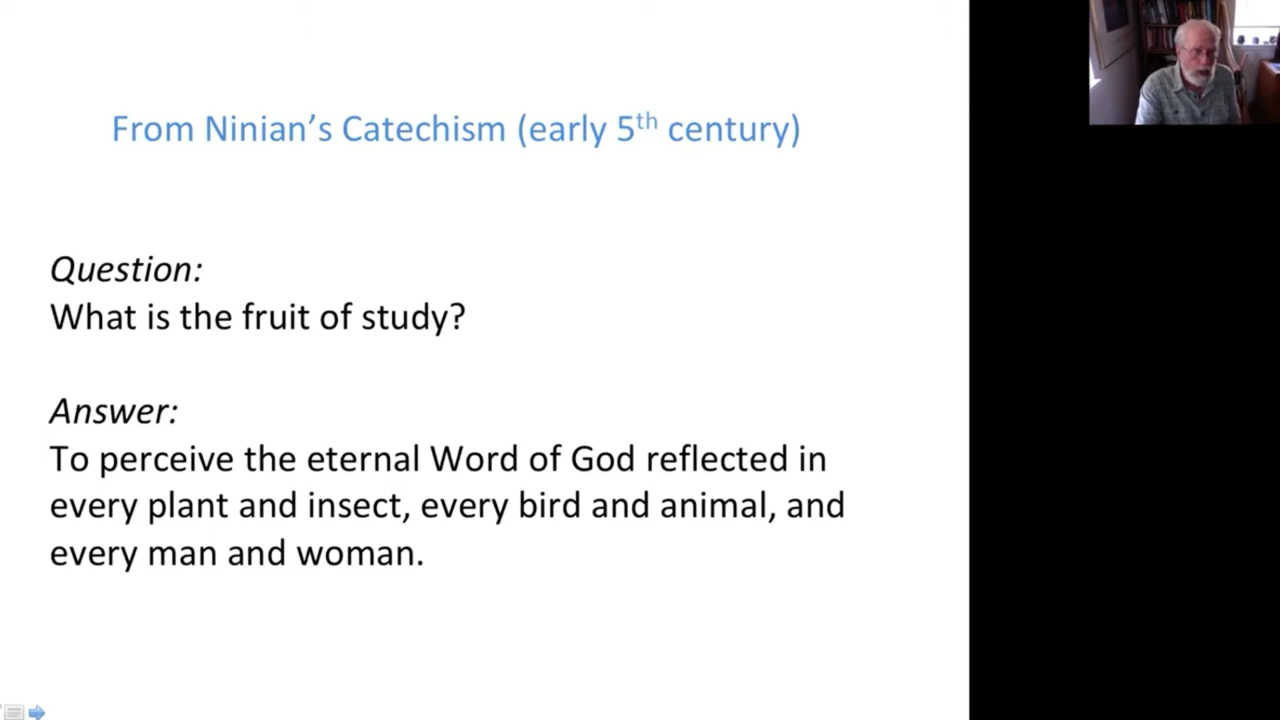 From Ninian’s Catechism (early 5th century)
Question:
What is the fruit of study?
Answer:
To perceive the eternal Word of God reflected in
every plant and insect, every bird and animal, and
every man and woman.